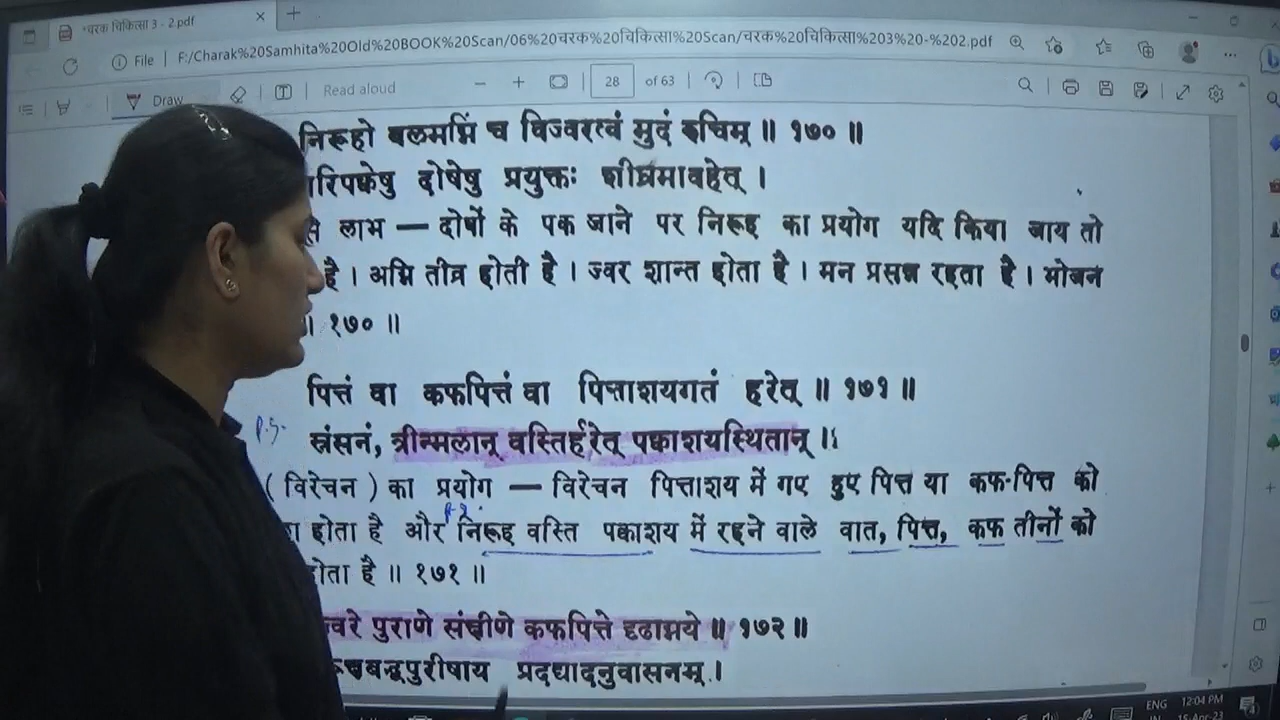 चरक चिकित्सा 3 - 2.pdf
File F:/Charak%20Samhita%20Old%20BOOK%20Scan/06%20चरक%20चिकित्सा%20Scan/चरक%20चिकित्सा%203%20-%202.pdf
Draw Read aloud 28 of 63
निरूहो बलमग्निं च विज्वरत्वं मुदं रुचिम् ॥ १७० ॥
रिपक्वेषु दोषेषु प्रयुक्तः शीघ्रमावहेत् ।
से लाभ — दोषों के पक जाने पर निरूह का प्रयोग यदि किया जाय तो
है । अग्नि तीव्र होती है । ज्वर शान्त होता है । मन प्रसन्न रहता है । भोजन
॥ १७० ॥
पित्तं वा कफपित्तं वा पित्ताशयगतं हरेत् ॥ १७१ ॥
स्रंसनं, त्रीन्मलान् वस्तिर्हरेत् पक्वाशयस्थितान् ।
( विरेचन ) का प्रयोग — विरेचन पित्ताशय में गए हुए पित्त या कफ-पित्त को
होता है और निरूह वस्ति पक्वाशय में रहने वाले वात, पित्त, कफ तीनों को
होता है ॥ १७१ ॥
ज्वरे पुराणे संक्षीणे कफपित्ते दृढाग्नये ॥ १७२ ॥
रूक्षबद्धपुरीषाय प्रदद्यादनुवासनम् ।
ENG 12:04 PM